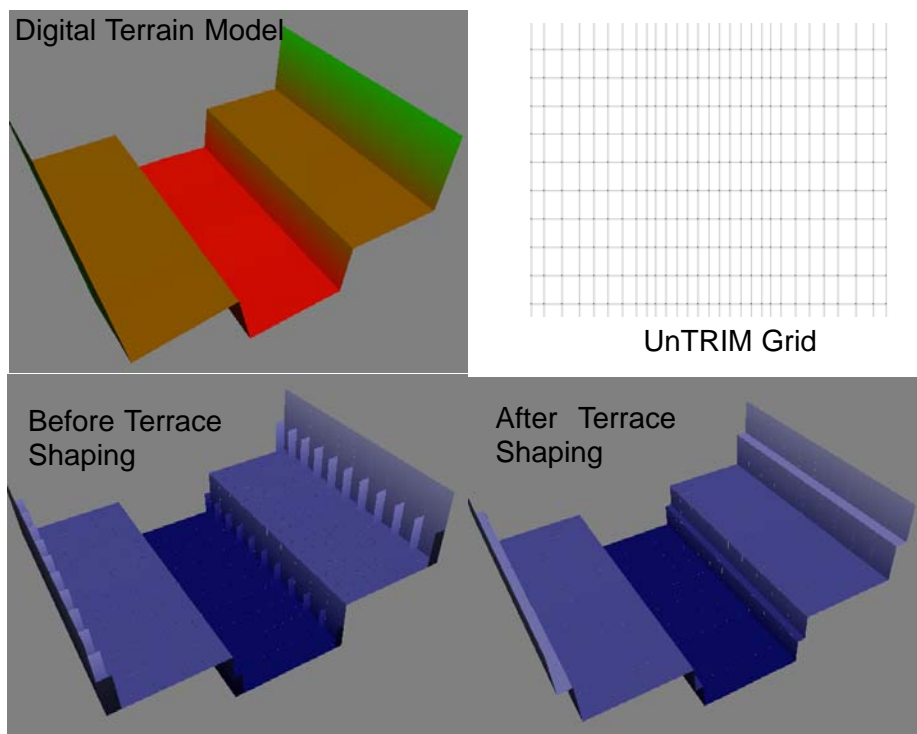 Digital Terrain Model
UnTRIM Grid
Before Terrace
Shaping
After Terrace
Shaping